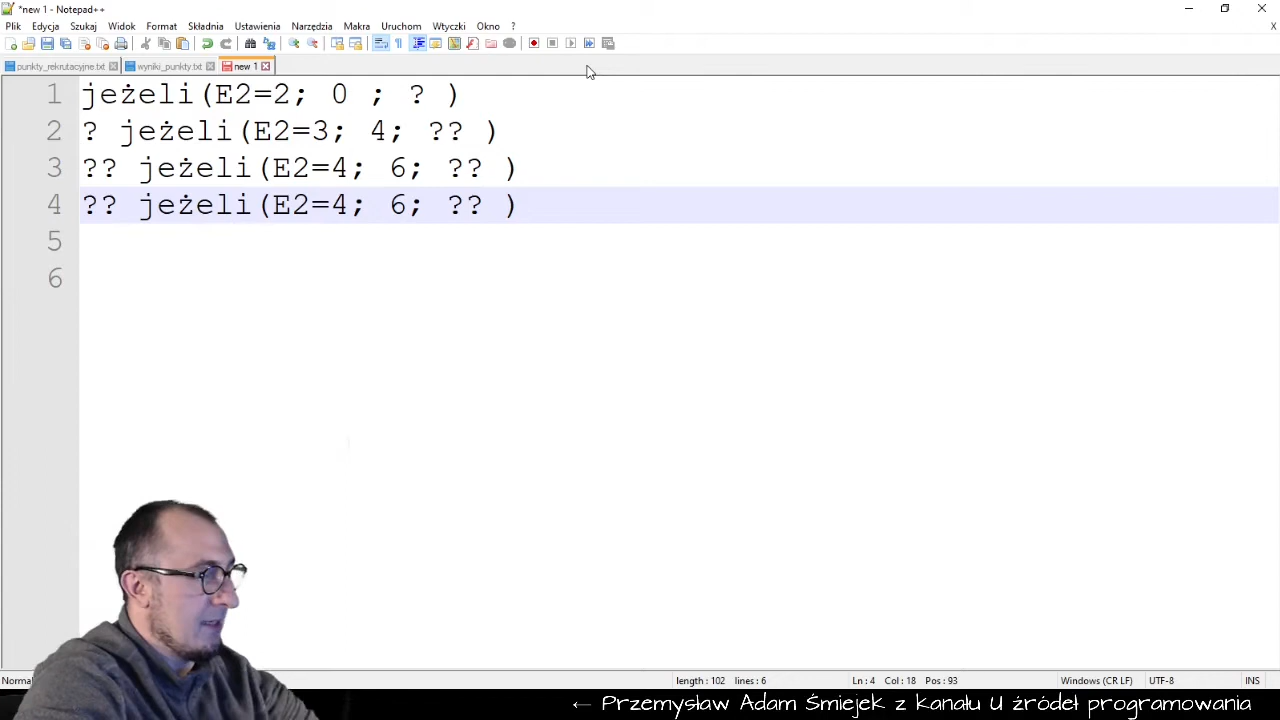 *new 1 - Notepad++
Plik Edycja Szukaj Widok Format Składnia Ustawienia Narzędzia Makra Uruchom Wtyczki Okno ? X
punkty_rekrutacyjne.txt wyniki_punkty.txt new 1
1 jeżeli(E2=2; 0 ; ? )
2 ? jeżeli(E2=3; 4; ?? )
3 ?? jeżeli(E2=4; 6; ?? )
4 ?? jeżeli(E2=4; 6; ?? )
5
6
length : 102 lines : 6 Ln : 4 Col : 18 Pos : 93 Windows (CR LF) UTF-8 INS
← Przemysław Adam Śmiejek z kanału U źródeł programowania